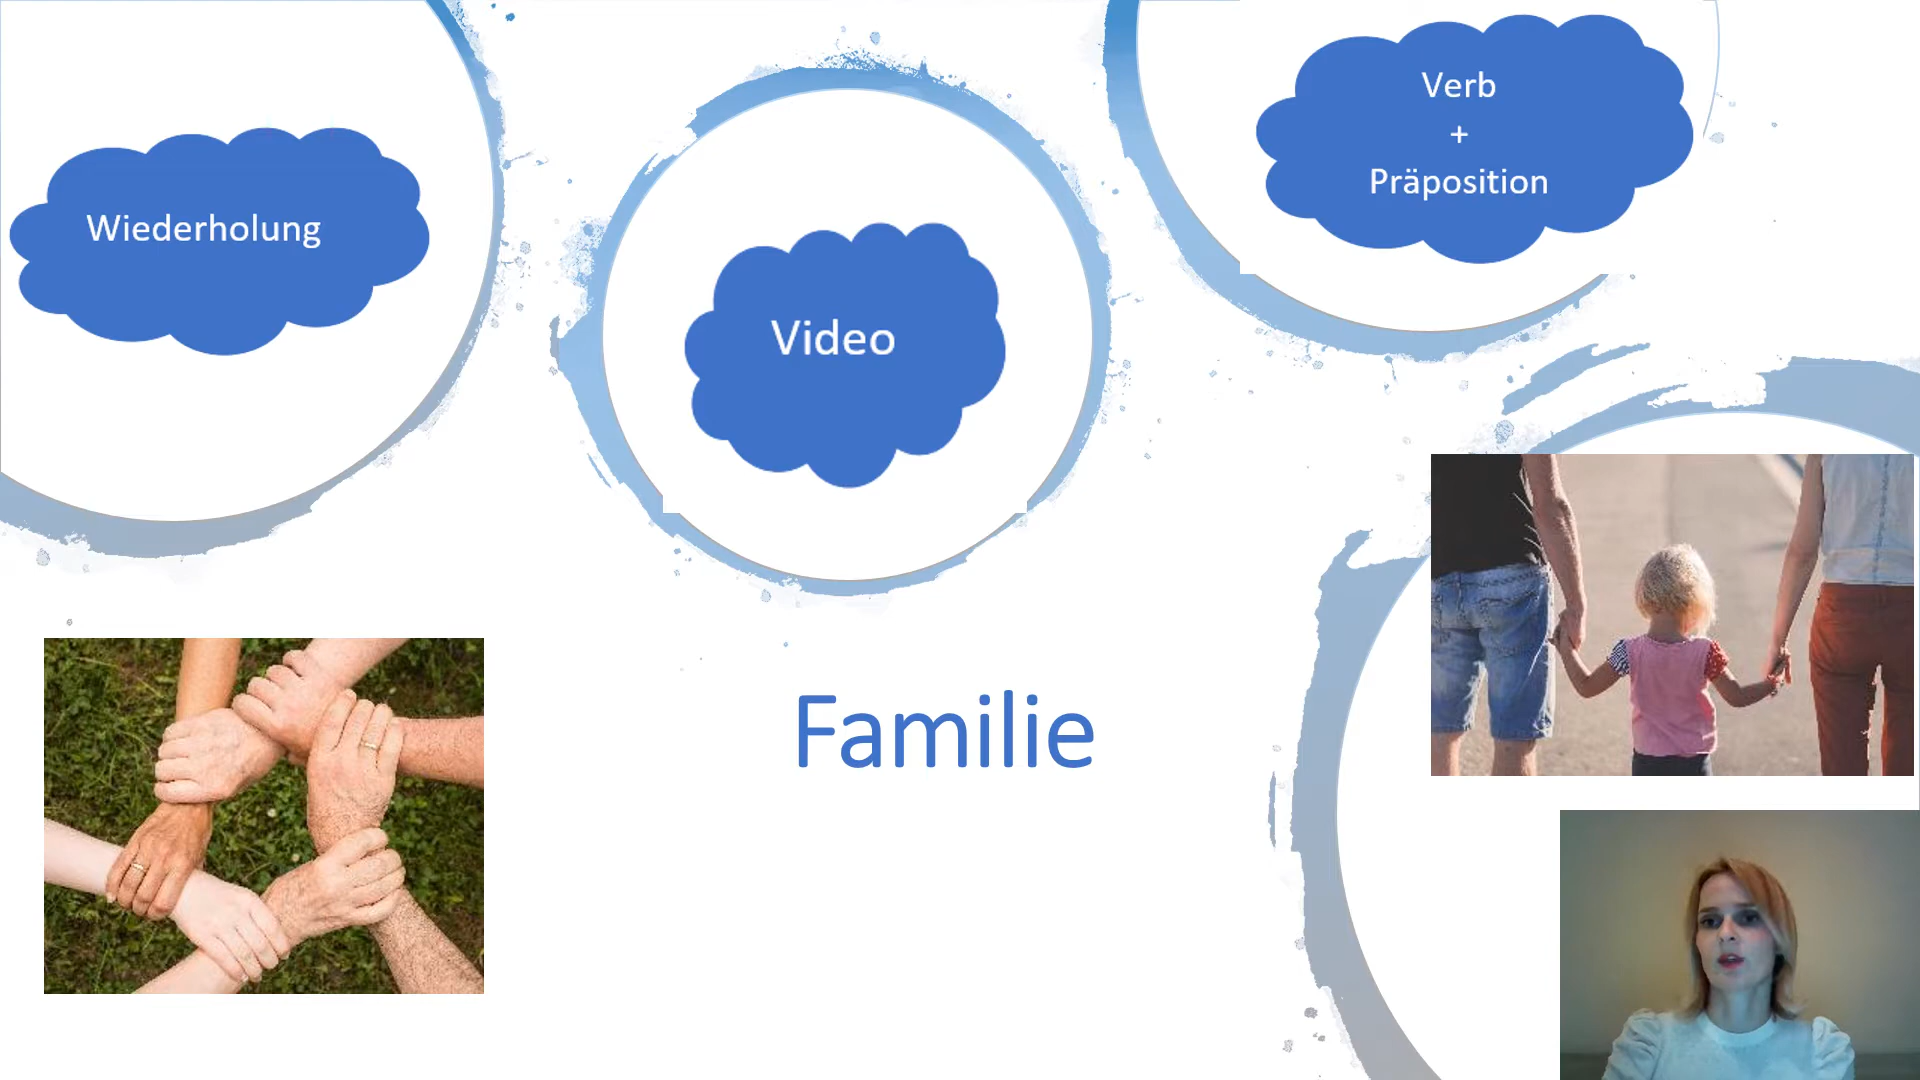 Wiederholung
Video
Verb
+
Präposition
Familie